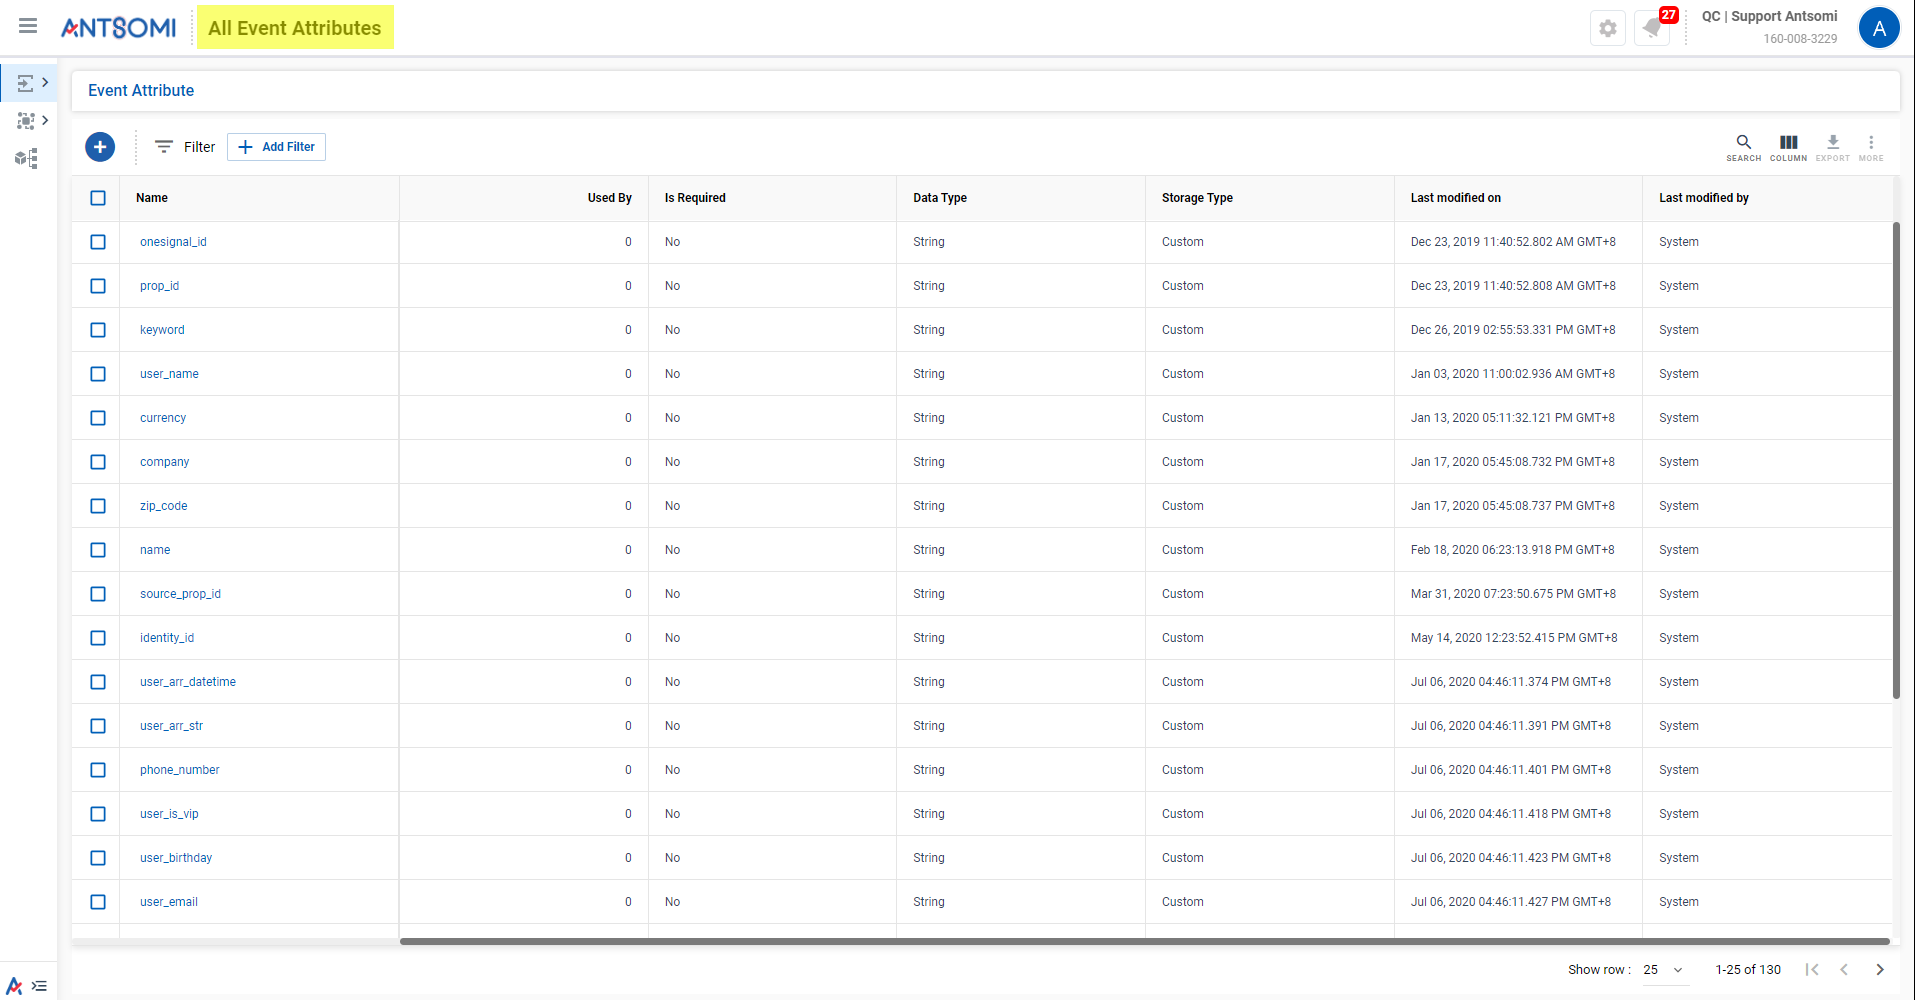 ANTSOMI All Event Attributes 27 QC | Support Antsomi A
160-008-3229
Event Attribute
Filter Add Filter SEARCH COLUMN EXPORT MORE
Name Used By Is Required Data Type Storage Type Last modified on Last modified by
onesignal_id 0 No String Custom Dec 23, 2019 11:40:52.802 AM GMT+8 System
prop_id 0 No String Custom Dec 23, 2019 11:40:52.808 AM GMT+8 System
keyword 0 No String Custom Dec 26, 2019 02:55:53.331 PM GMT+8 System
user_name 0 No String Custom Jan 03, 2020 11:00:02.936 AM GMT+8 System
currency 0 No String Custom Jan 13, 2020 05:11:32.121 PM GMT+8 System
company 0 No String Custom Jan 17, 2020 05:45:08.732 PM GMT+8 System
zip_code 0 No String Custom Jan 17, 2020 05:45:08.737 PM GMT+8 System
name 0 No String Custom Feb 18, 2020 06:23:13.918 PM GMT+8 System
source_prop_id 0 No String Custom Mar 31, 2020 07:23:50.675 PM GMT+8 System
identity_id 0 No String Custom May 14, 2020 12:23:52.415 PM GMT+8 System
user_arr_datetime 0 No String Custom Jul 06, 2020 04:46:11.374 PM GMT+8 System
user_arr_str 0 No String Custom Jul 06, 2020 04:46:11.391 PM GMT+8 System
phone_number 0 No String Custom Jul 06, 2020 04:46:11.401 PM GMT+8 System
user_is_vip 0 No String Custom Jul 06, 2020 04:46:11.418 PM GMT+8 System
user_birthday 0 No String Custom Jul 06, 2020 04:46:11.423 PM GMT+8 System
user_email 0 No String Custom Jul 06, 2020 04:46:11.427 PM GMT+8 System
Show row : 25 1-25 of 130